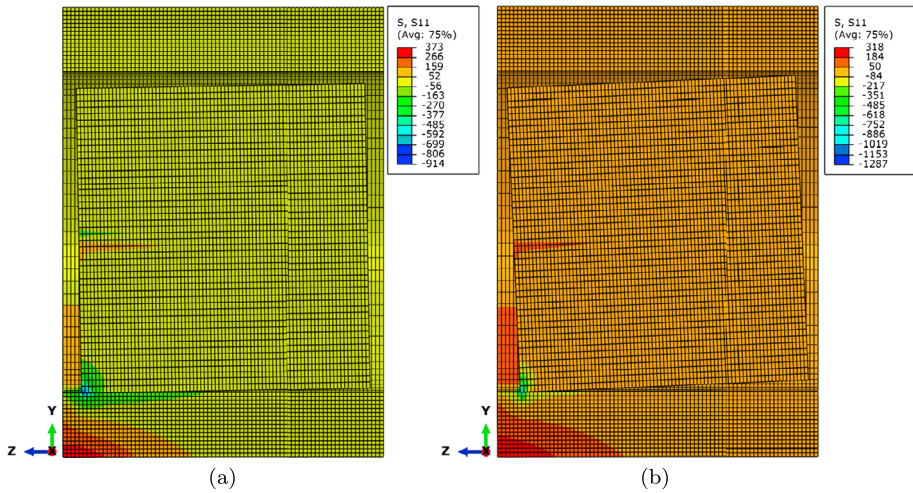 S, S11
(Avg: 75%)
373
266
159
52
-56
-163
-270
-377
-485
-592
-699
-806
-914
Y
Z
X
(a)
S, S11
(Avg: 75%)
318
184
50
-84
-217
-351
-485
-618
-752
-886
-1019
-1153
-1287
Y
Z
X
(b)